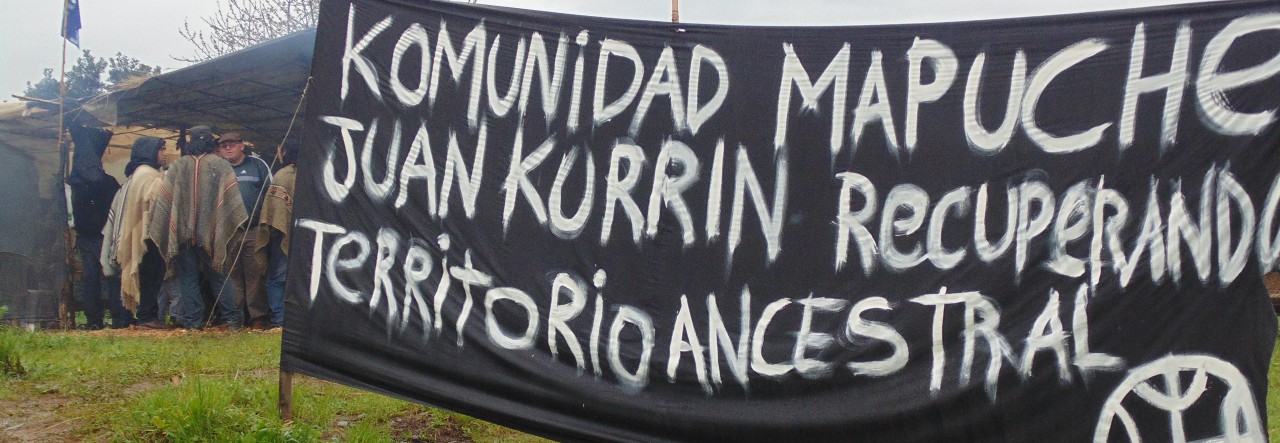 KOMUNIDAD MAPUCHE
JUAN KURRIN RECUPERANDO
TERRITORIO ANCESTRAL